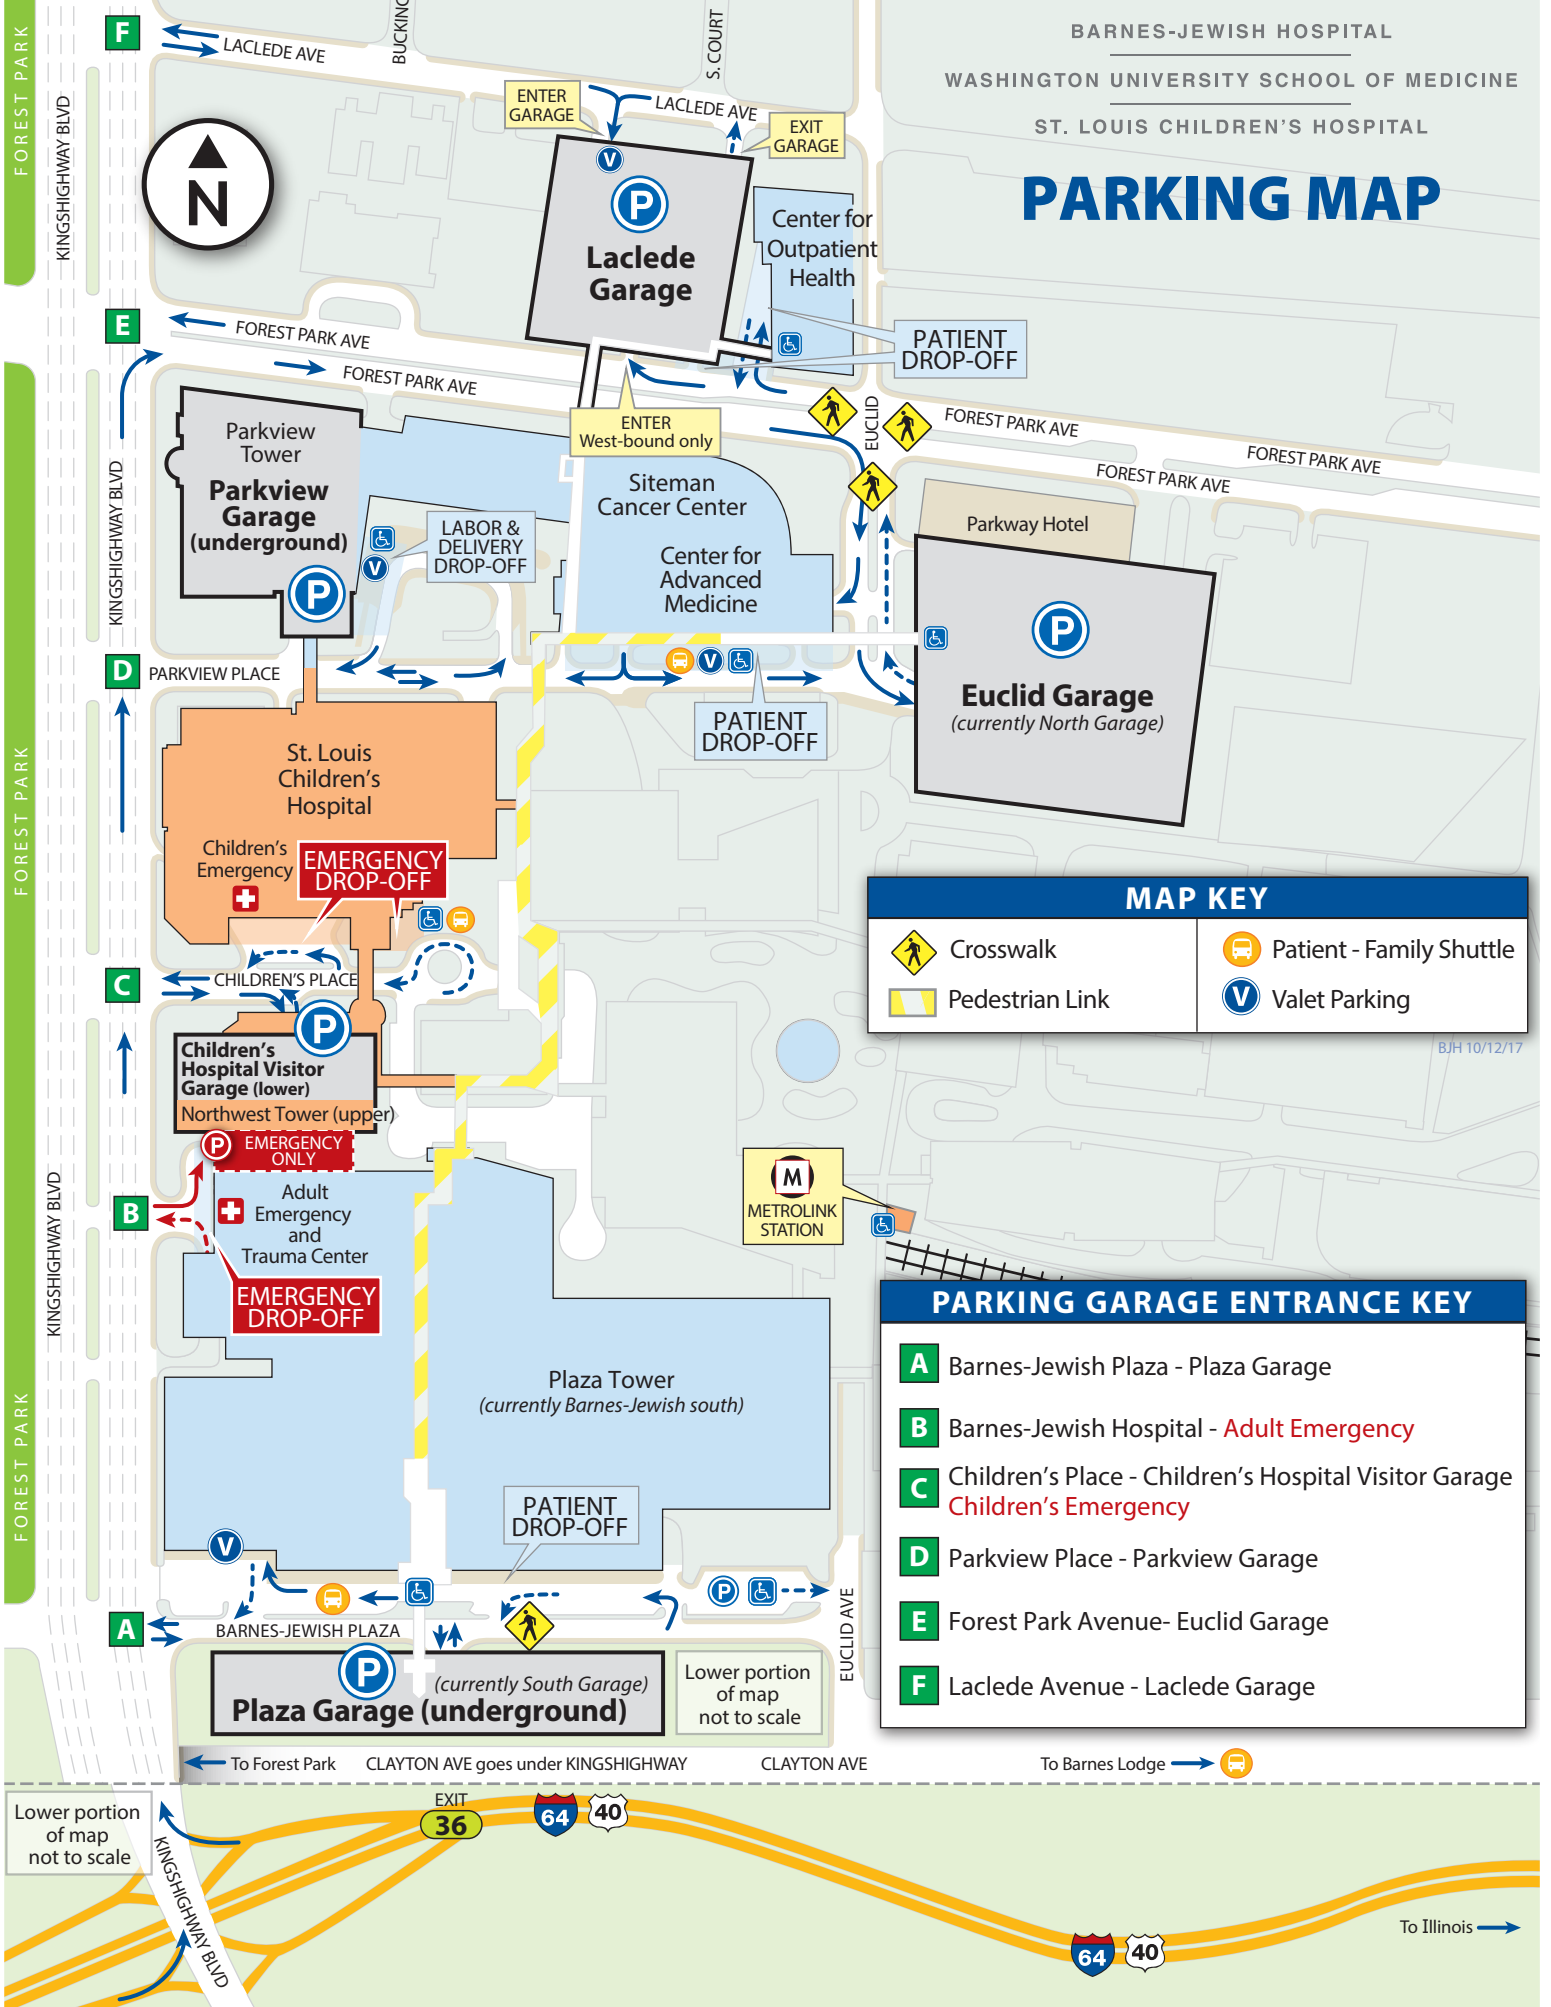 BARNES-JEWISH HOSPITAL
WASHINGTON UNIVERSITY SCHOOL OF MEDICINE
ST. LOUIS CHILDREN'S HOSPITAL
PARKING MAP
FOREST PARK
KINGSHIGHWAY BLVD
F
LACLEDE AVE
BUCKING
S. COURT
ENTER
GARAGE
LACLEDE AVE
EXIT
GARAGE
N
V
P
Laclede
Garage
Center for
Outpatient
Health
E
FOREST PARK AVE
FOREST PARK AVE
PATIENT
DROP-OFF
ENTER
West-bound only
EUCLID
FOREST PARK AVE
FOREST PARK AVE
FOREST PARK AVE
KINGSHIGHWAY BLVD
Parkview
Tower
Parkview
Garage
(underground)
P
V
LABOR &
DELIVERY
DROP-OFF
Siteman
Cancer Center
Center for
Advanced
Medicine
Parkway Hotel
P
Euclid Garage
(currently North Garage)
D
PARKVIEW PLACE
V
PATIENT
DROP-OFF
FOREST PARK
St. Louis
Children's
Hospital
Children's
Emergency
EMERGENCY
DROP-OFF
C
CHILDREN'S PLACE
P
Children's
Hospital Visitor
Garage (lower)
Northwest Tower (upper)
MAP KEY
Crosswalk
Patient - Family Shuttle
Pedestrian Link
V
Valet Parking
BJH 10/12/17
P
EMERGENCY
ONLY
KINGSHIGHWAY BLVD
B
Adult
Emergency
and
Trauma Center
EMERGENCY
DROP-OFF
M
METROLINK
STATION
FOREST PARK
Plaza Tower
(currently Barnes-Jewish south)
PARKING GARAGE ENTRANCE KEY
A
Barnes-Jewish Plaza - Plaza Garage
B
Barnes-Jewish Hospital - Adult Emergency
C
Children's Place - Children's Hospital Visitor Garage
Children's Emergency
D
Parkview Place - Parkview Garage
E
Forest Park Avenue- Euclid Garage
F
Laclede Avenue - Laclede Garage
PATIENT
DROP-OFF
V
P
A
BARNES-JEWISH PLAZA
EUCLID AVE
P
(currently South Garage)
Plaza Garage (underground)
Lower portion
of map
not to scale
To Forest Park
CLAYTON AVE goes under KINGSHIGHWAY
CLAYTON AVE
To Barnes Lodge
Lower portion
of map
not to scale
KINGSHIGHWAY BLVD
EXIT
36
64
40
64
40
To Illinois